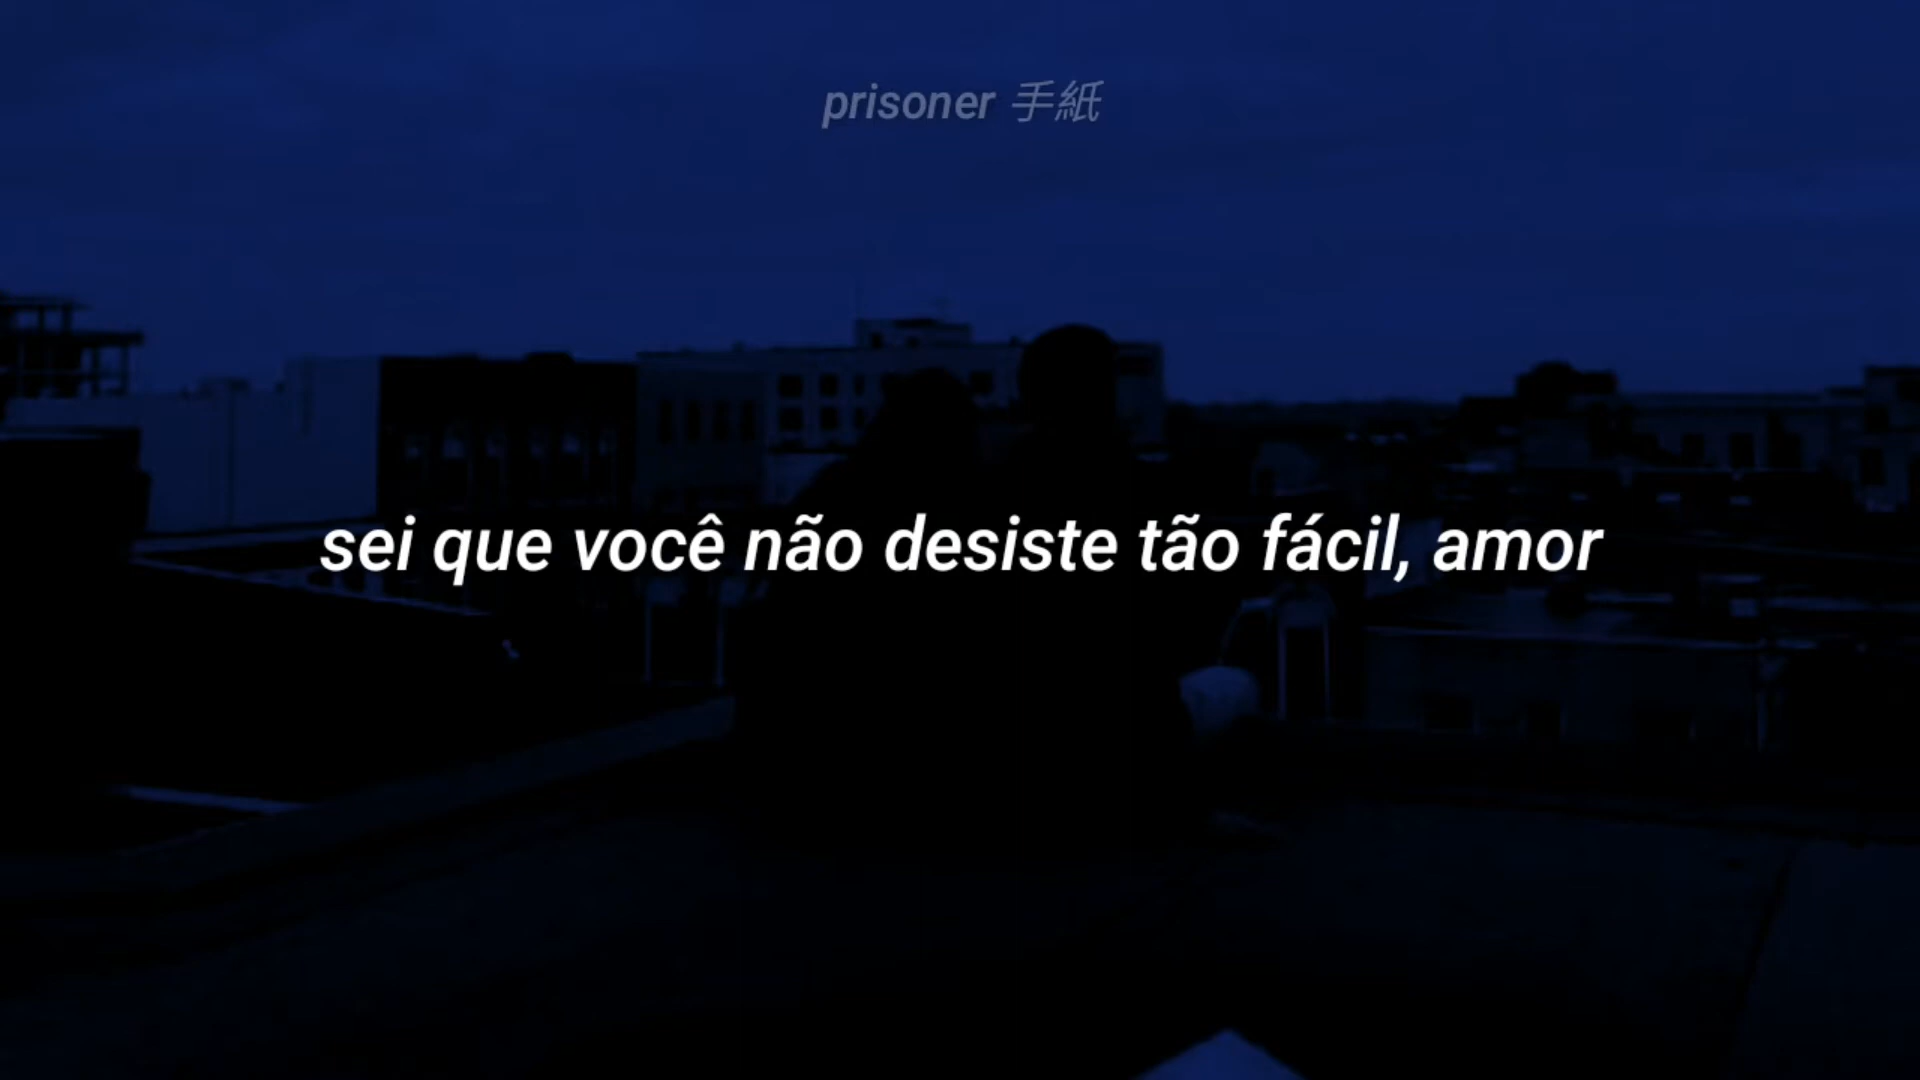 prisoner 手紙
sei que você não desiste tão fácil, amor